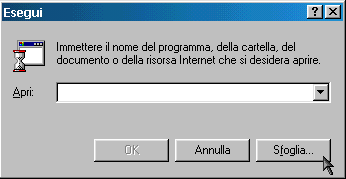 Esegui
Immettere il nome del programma, della cartella, del
documento o della risorsa Internet che si desidera aprire.
Apri:
OK
Annulla
Sfoglia...